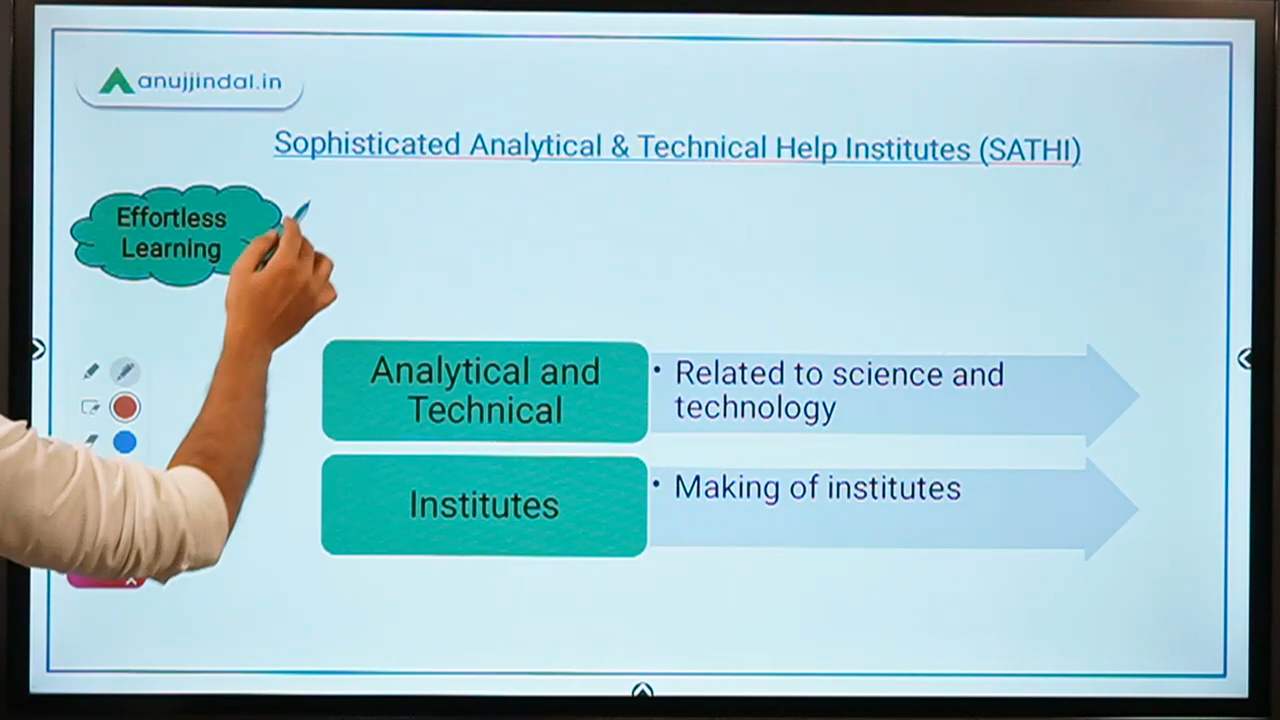 anujjindal.in
Sophisticated Analytical & Technical Help Institutes (SATHI)
Effortless
Learning
Analytical and
Technical
• Related to science and
technology
Institutes
• Making of institutes